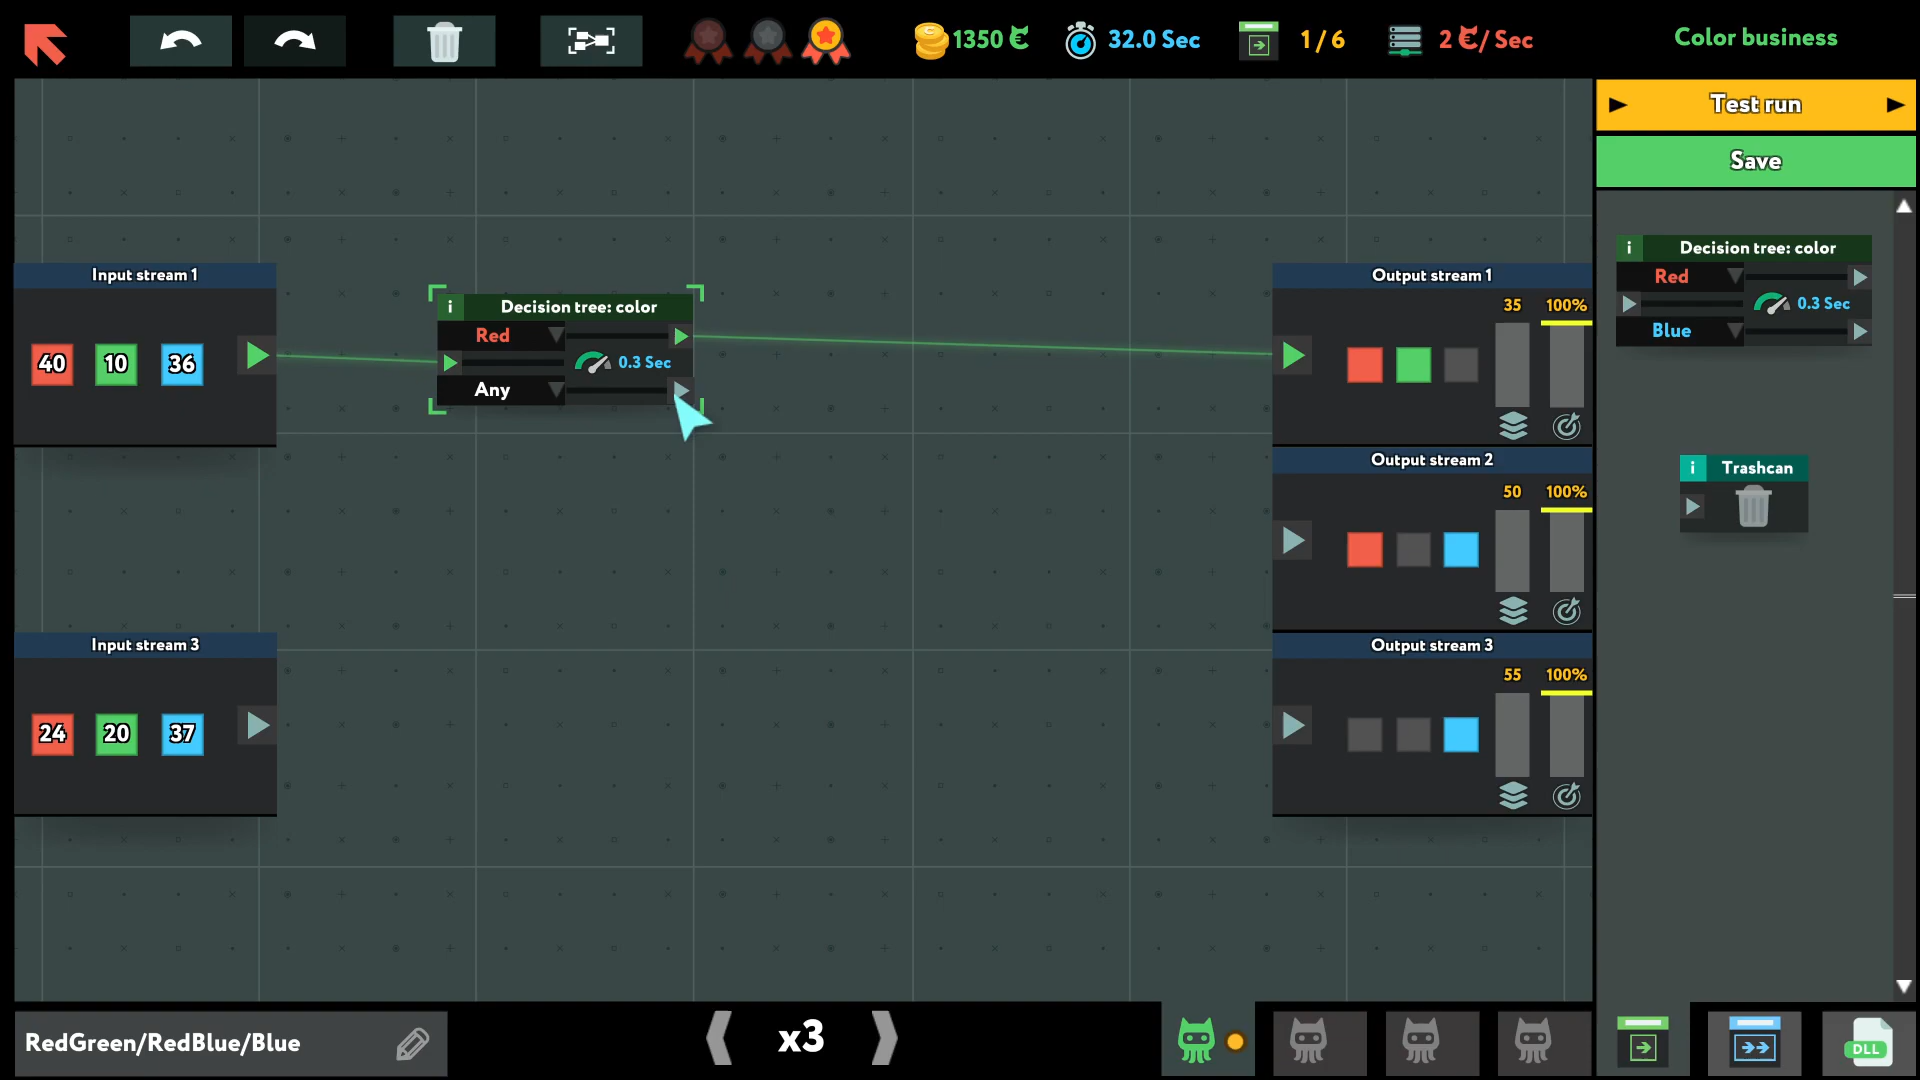 1350
32.0 Sec
1 / 6
2 / Sec
Color business
Test run
Save
Input stream 1
40 10 36
i Decision tree: color
Red
0.3 Sec
Any
Output stream 1
35 100%
Output stream 2
50 100%
Input stream 3
24 20 37
Output stream 3
55 100%
i Decision tree: color
Red
0.3 Sec
Blue
i Trashcan
RedGreen/RedBlue/Blue
x3
DLL